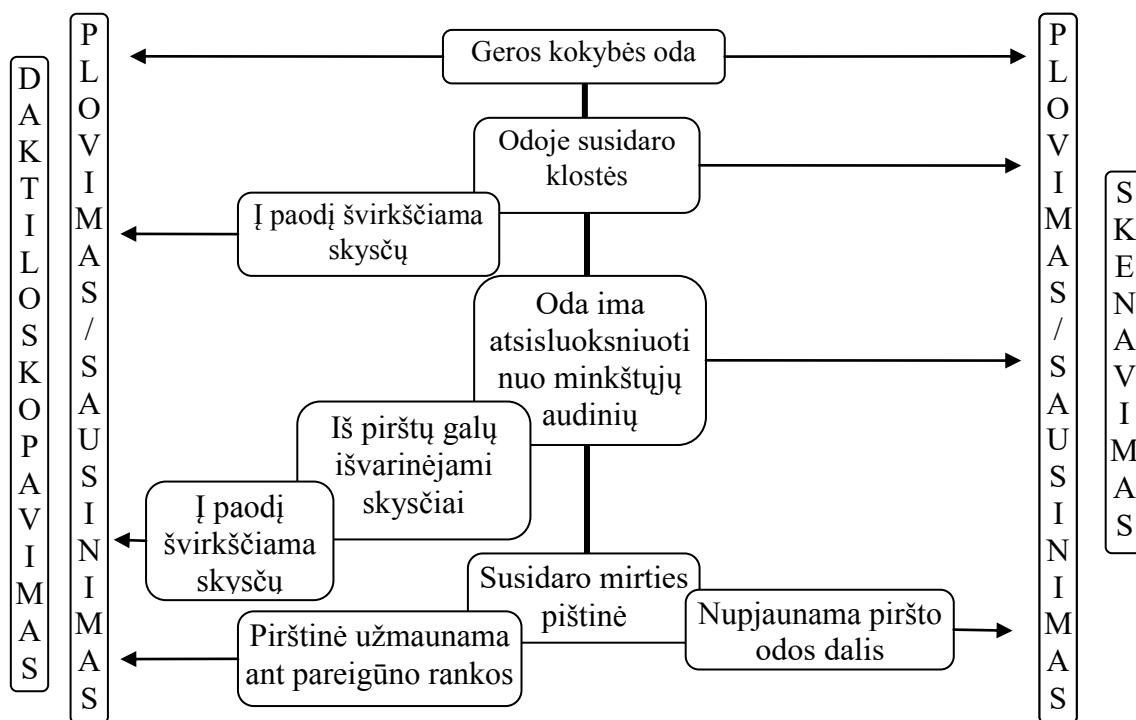 DAKTILOSKOPAVIMAS
PLOVIMAS/SAUSINIMAS
Geros kokybės oda
Odoje susidaro
klostės
Į paodį švirkščiama
skysčų
Oda ima
atsisluoksniuoti
nuo minkštųjų
audinių
Iš pirštų galų
išvarinėjami
skysčiai
Į paodį
švirkščiama
skysčų
Susidaro mirties
pištinė
Nupjaunama piršto
odos dalis
Pirštinė užmaunama
ant pareigūno rankos
PLOVIMAS/SAUSINIMAS
SKENAVIMAS